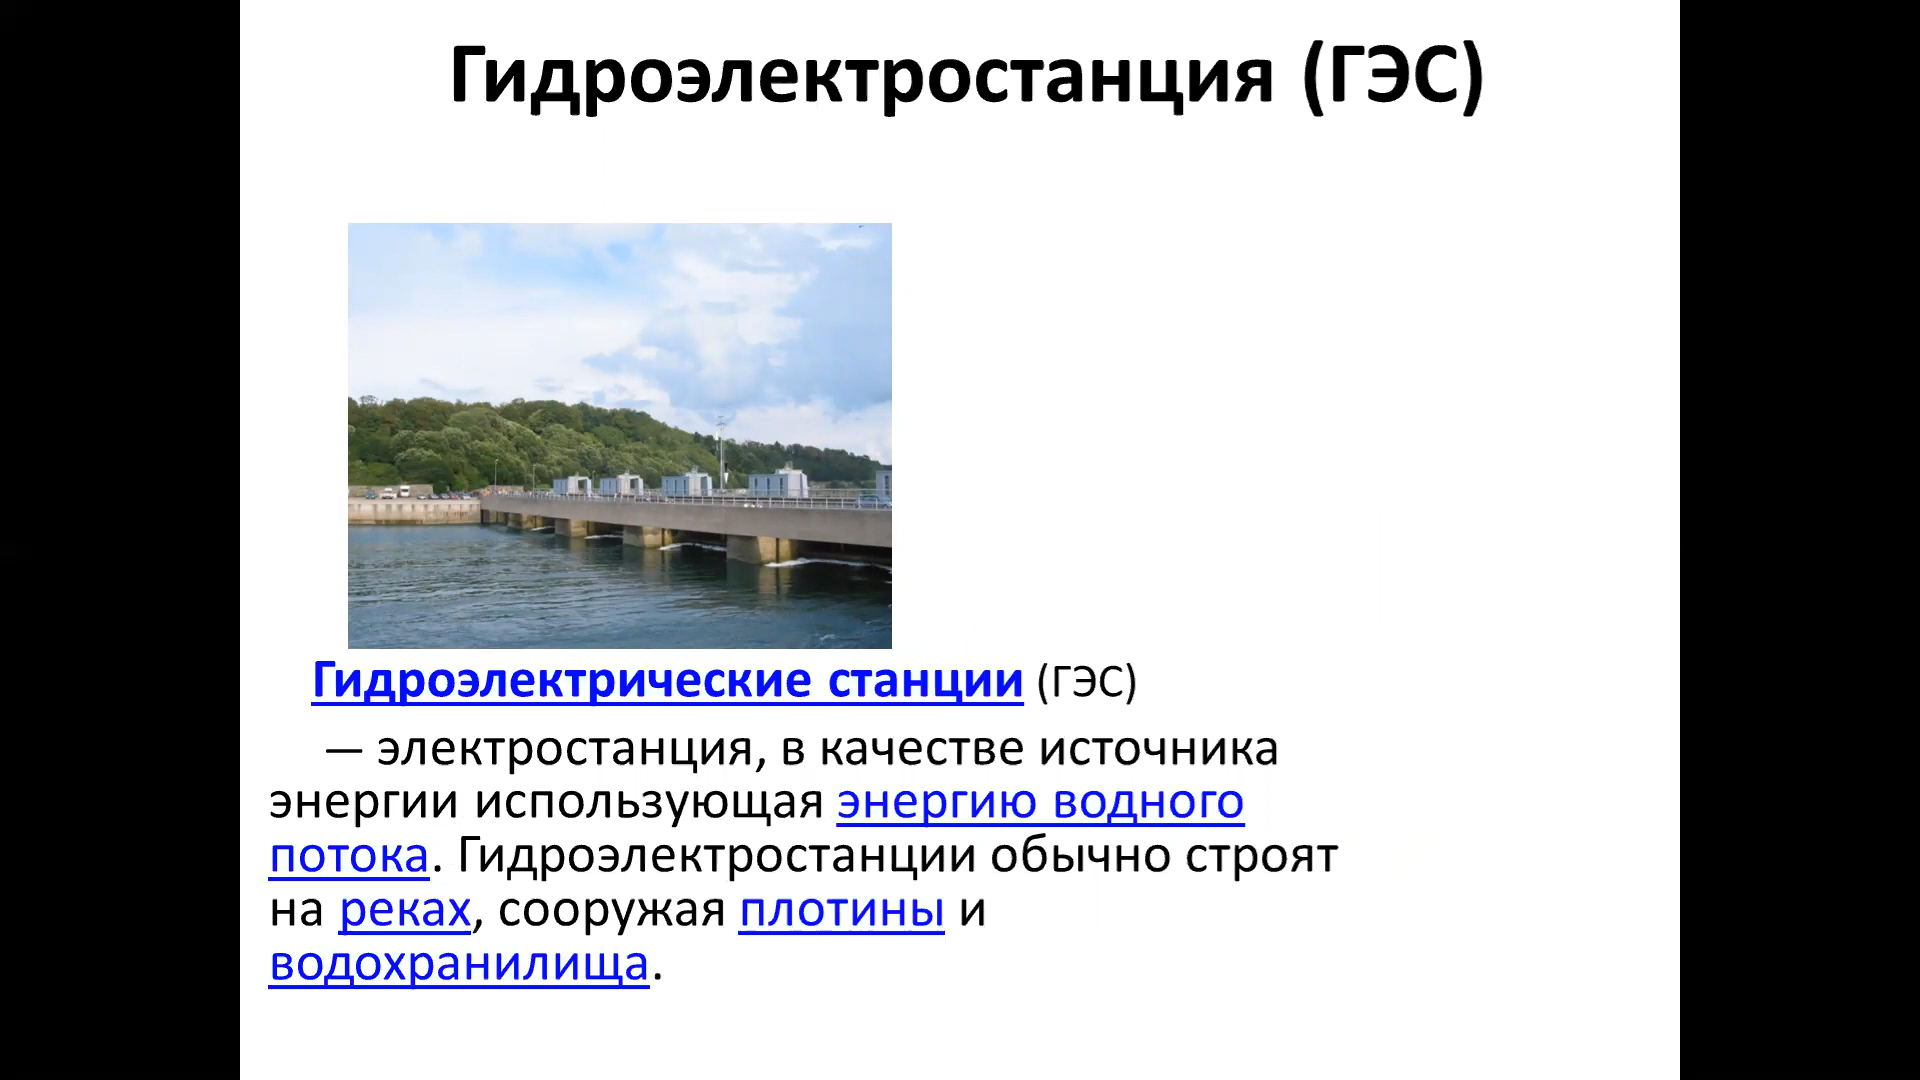 Гидроэлектростанция (ГЭС)
Гидроэлектрические станции (ГЭС)
— электростанция, в качестве источника
энергии использующая энергию водного
потока. Гидроэлектростанции обычно строят
на реках, сооружая плотины и
водохранилища.